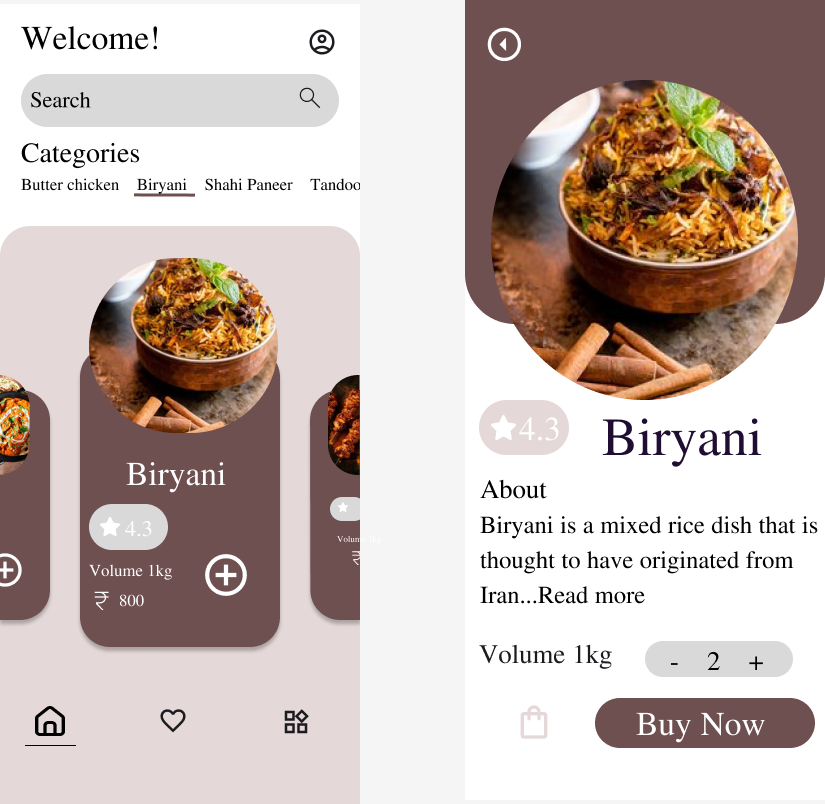 Welcome!
Search
Categories
Butter chicken Biryani Shahi Paneer Tandoo
Biryani
4.3
Volume 1kg
₹ 800
Volum 1kg
₹
4.3 Biryani
About
Biryani is a mixed rice dish that is
thought to have originated from
Iran...Read more
Volume 1kg - 2 +
Buy Now